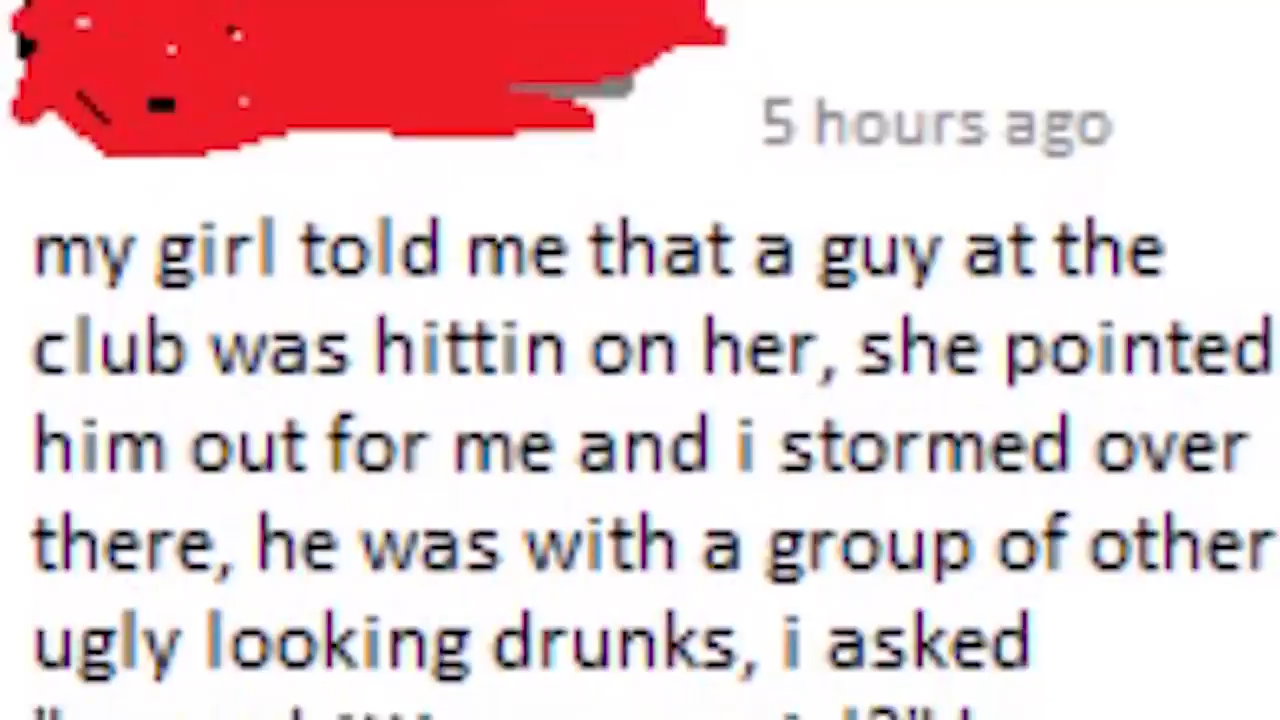 5 hours ago
my girl told me that a guy at the
club was hittin on her, she pointed
him out for me and i stormed over
there, he was with a group of other
ugly looking drunks, i asked